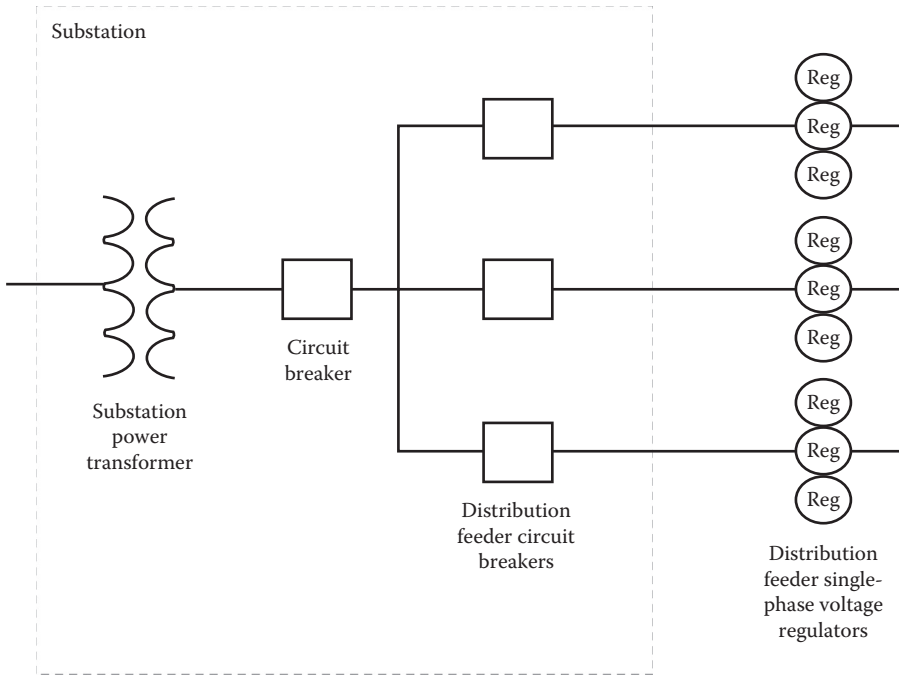 Substation
Reg
Reg
Reg
Reg
Reg
Reg
Circuit
breaker
Substation
power
transformer
Reg
Reg
Reg
Distribution
feeder circuit
breakers
Distribution
feeder single-
phase voltage
regulators